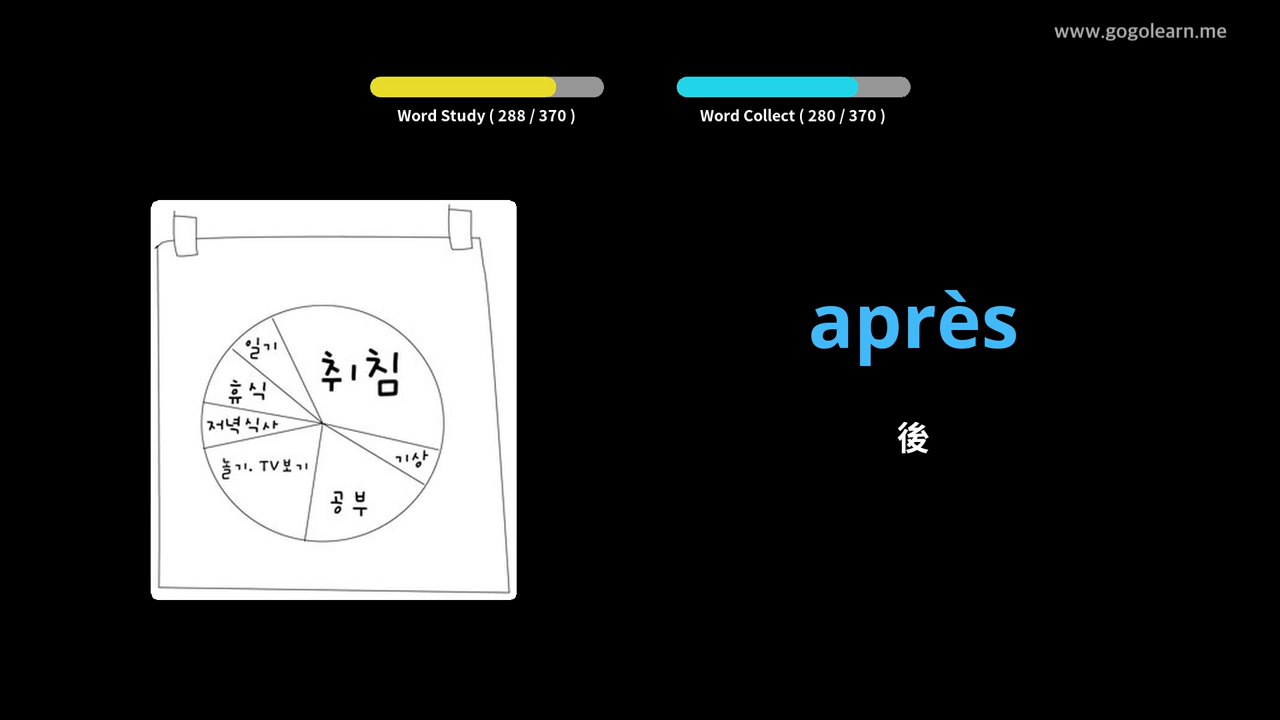 www.gogolearn.me
Word Study ( 288 / 370 )
Word Collect ( 280 / 370 )
일기
취침
휴식
저녁식사
놀기. TV보기
기상
공부
après
後